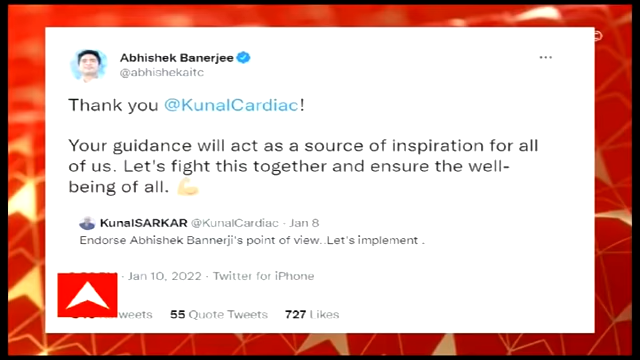 Abhishek Banerjee
@abhishekaitc
Thank you @KunalCardiac!
Your guidance will act as a source of inspiration for all
of us. Let's fight this together and ensure the well-
being of all. 💪
KunalSARKAR @KunalCardiac · Jan 8
Endorse Abhishek Bannerji's point of view..Let's implement .
· Jan 10, 2022 · Twitter for iPhone
55 Quote Tweets 727 Likes